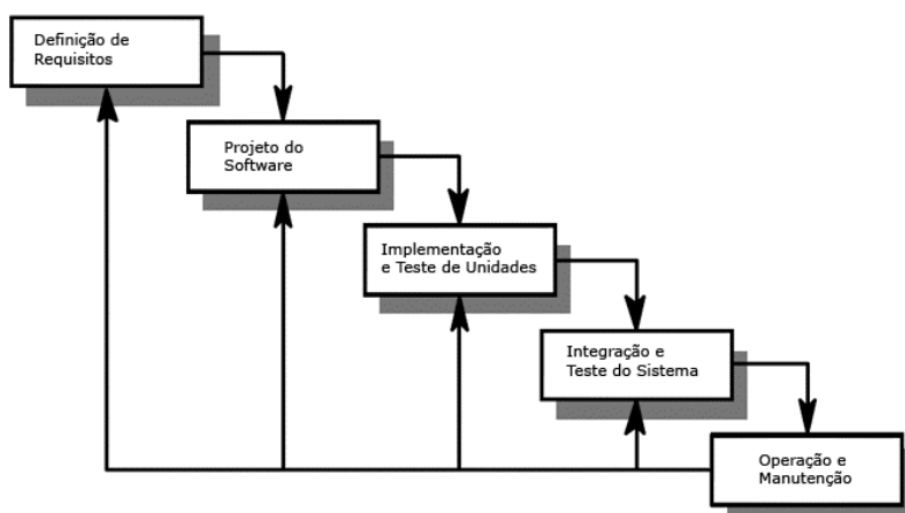 Definição de
Requisitos
Projeto do
Software
Implementação
e Teste de Unidades
Integração e
Teste do Sistema
Operação e
Manutenção